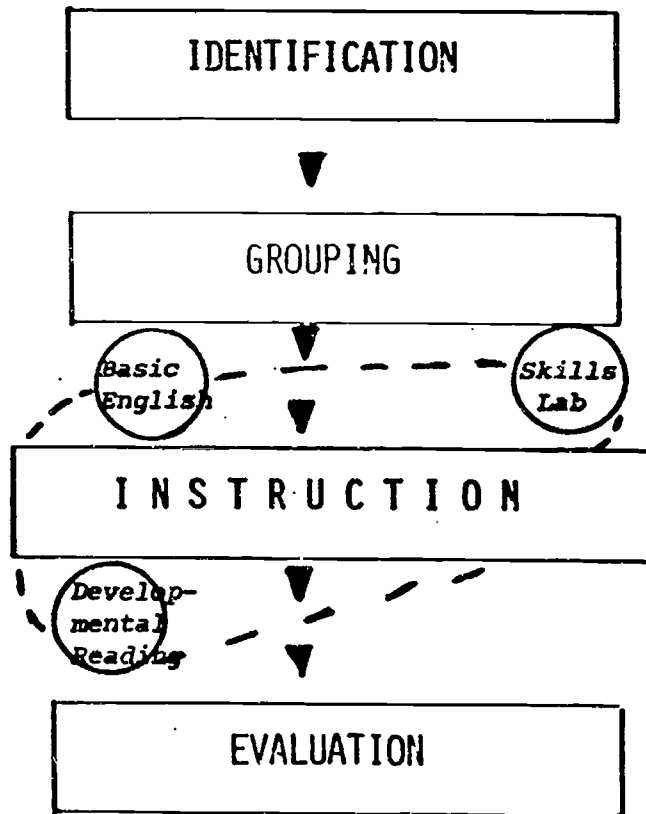 IDENTIFICATION
GROUPING
Basic
English
Skills
Lab
INSTRUCTION
Develop-
mental
Reading
EVALUATION